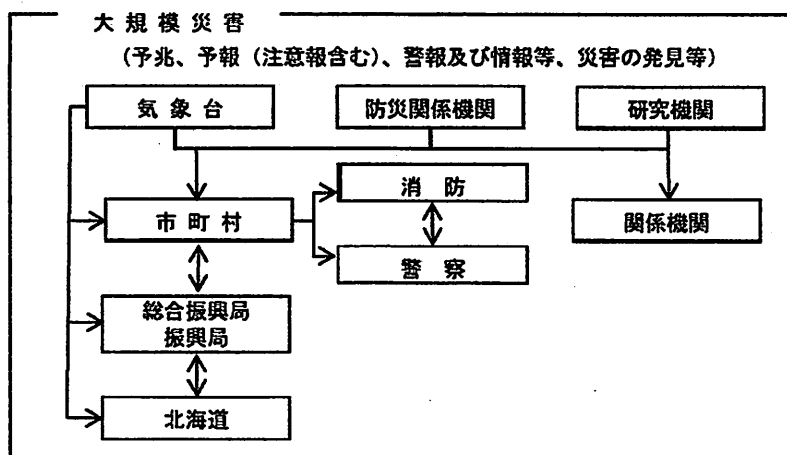 大規模災害
（予兆、予報（注意報含む）、警報及び情報等、災害の発見等）
気象台
防災関係機関
研究機関
消防
市町村
関係機関
警察
総合振興局
振興局
北海道